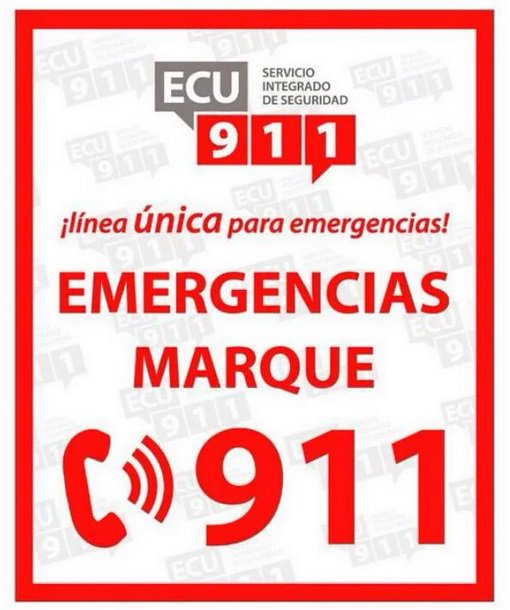 ECU
SERVICIO
INTEGRADO
DE SEGURIDAD
911
¡línea única para emergencias!
EMERGENCIAS
MARQUE
911